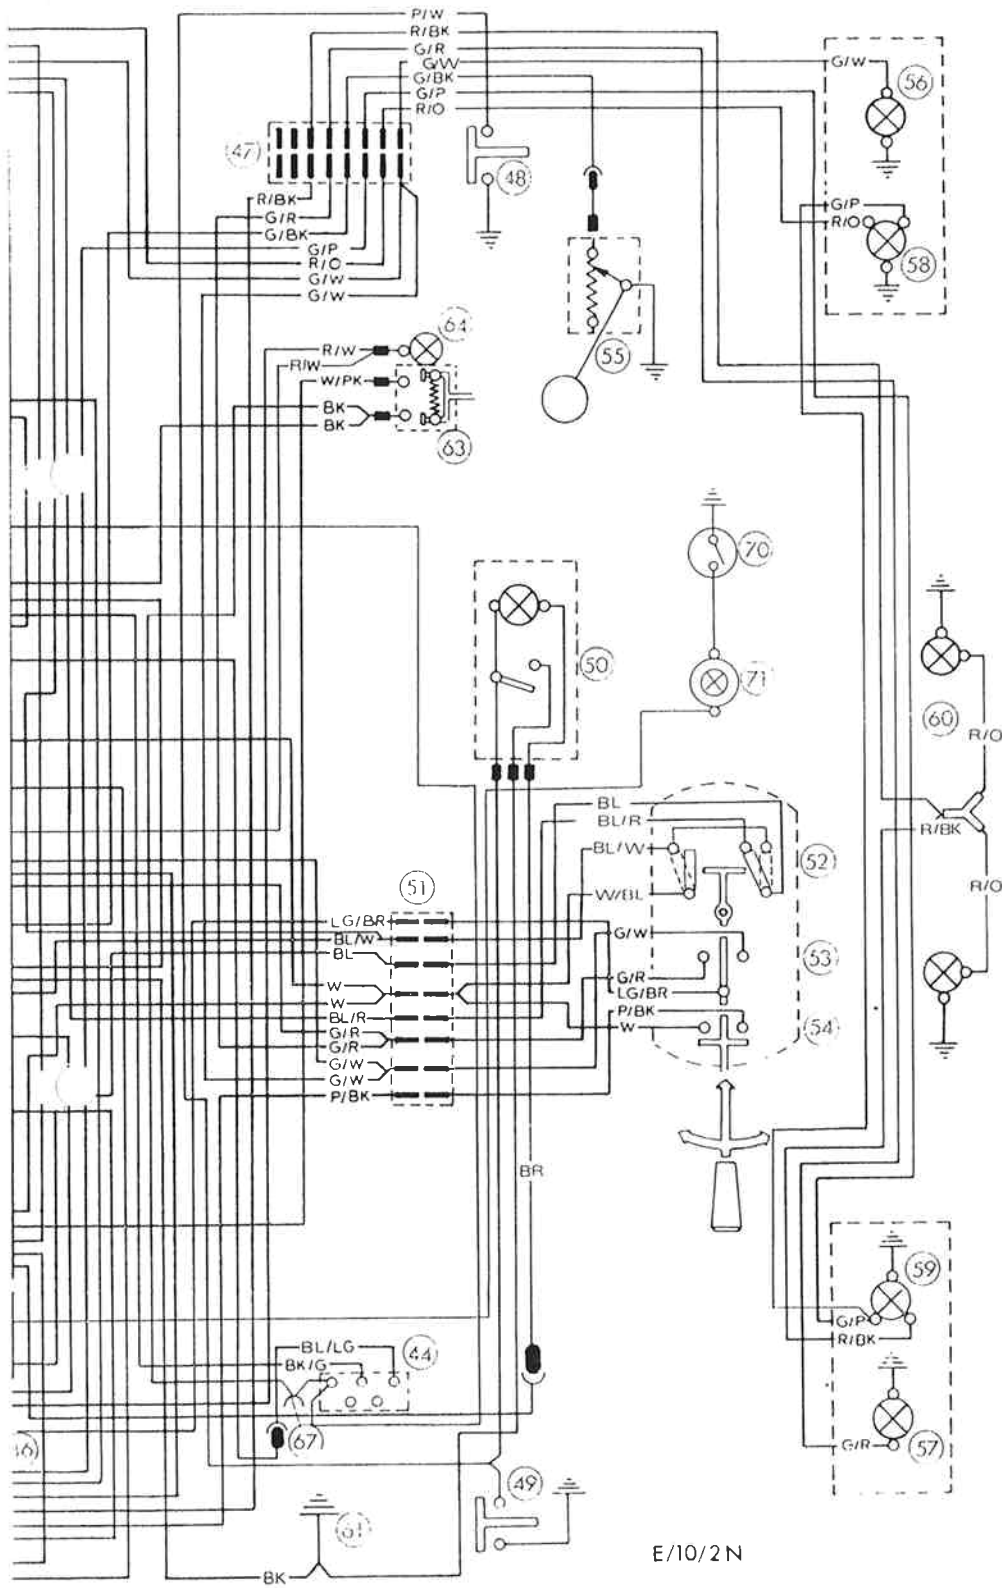 P/W
R/BK
G/R
G/W
G/BK
G/P
R/O
G/W
56
47
48
R/BK
G/R
G/BK
G/P
R/O
G/W
G/W
G/P
R/O
58
64
R/W
R/W
W/PK
BK
BK
63
55
70
50
71
60
R/O
R/BK
R/O
BL
BL/R
BL/W
52
51
W/BL
LG/BR
BL/W
BL
G/W
53
W
W
BL/R
G/R
G/R
G/W
G/W
P/BK
G/R
LG/BR
P/BK
W
54
BR
59
G/P
R/BK
BL/LG
BK/G
44
67
G/R
57
46
49
61
BK
E/10/2N